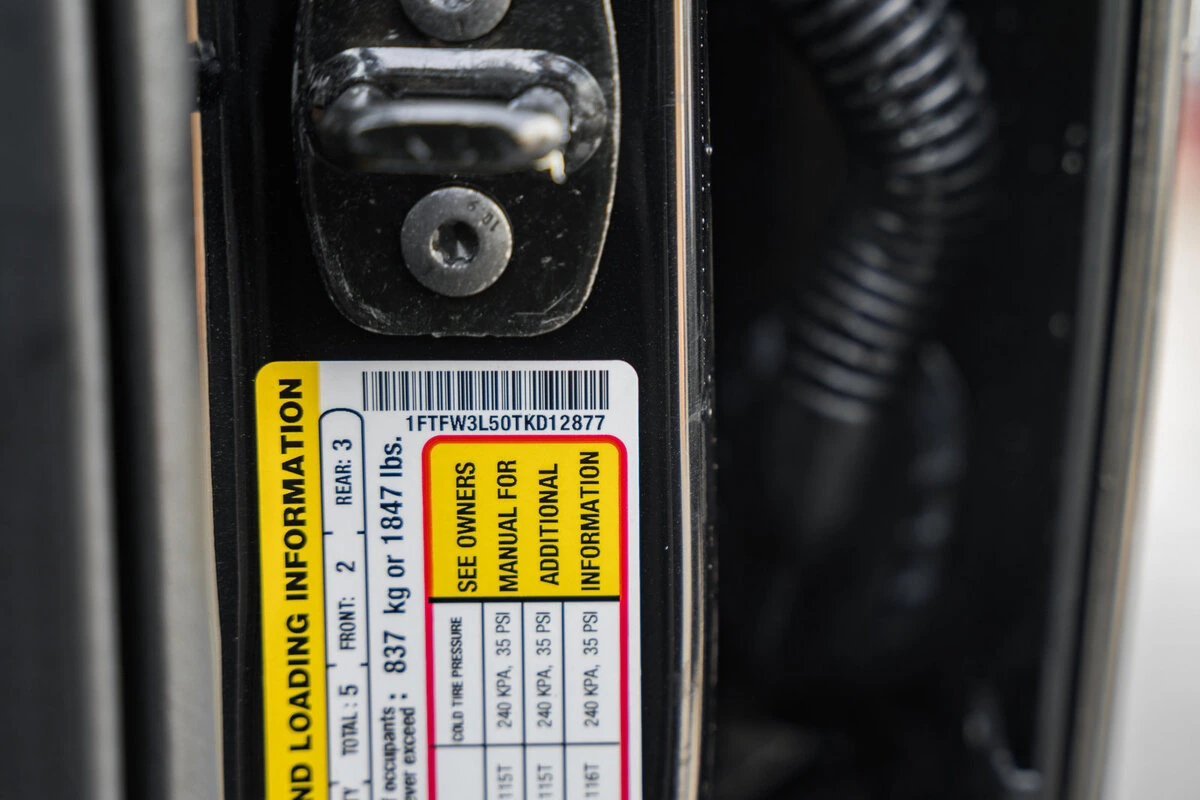 1FTFW3L50TKD12877
ND LOADING INFORMATION
TOTAL : 5 FRONT: 2 REAR: 3
occupants : 837 kg or 1847 lbs.
ever exceed
COLD TIRE PRESSURE
SEE OWNERS
MANUAL FOR
ADDITIONAL
INFORMATION
115T 240 KPA, 35 PSI
115T 240 KPA, 35 PSI
116T 240 KPA, 35 PSI